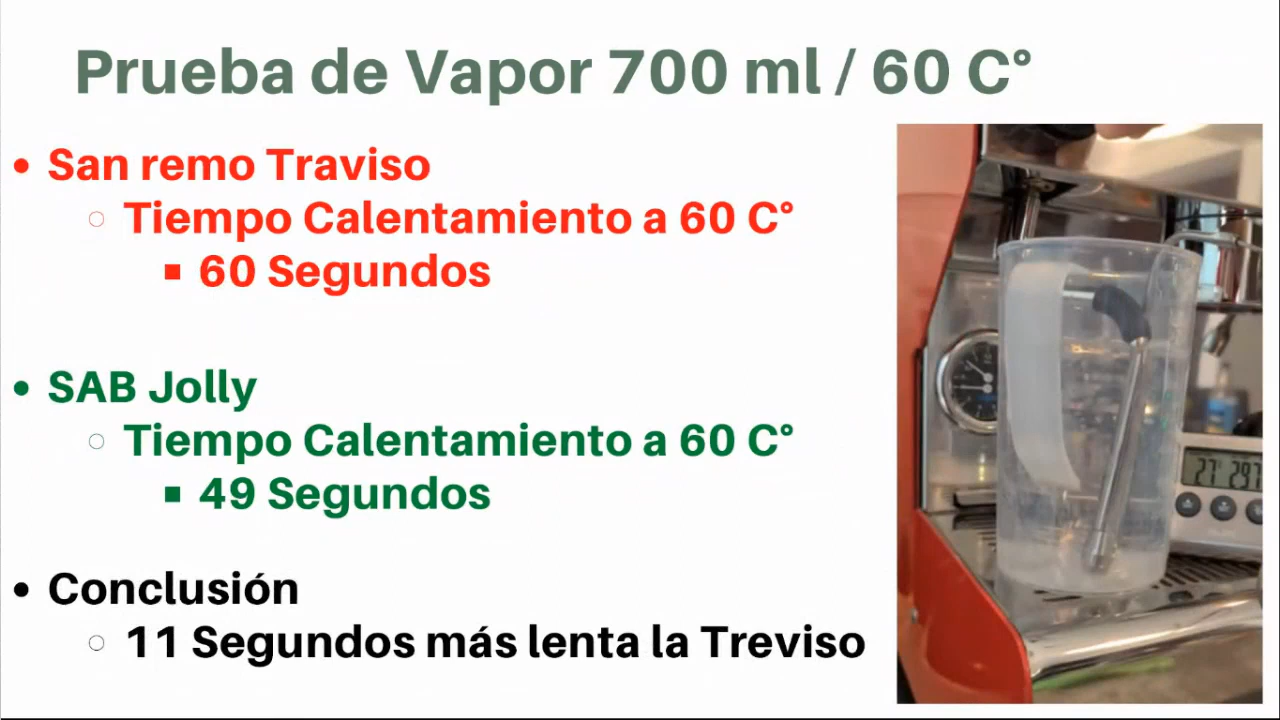 Prueba de Vapor 700 ml / 60 C°
San remo Traviso
Tiempo Calentamiento a 60 C°
60 Segundos
SAB Jolly
Tiempo Calentamiento a 60 C°
49 Segundos
Conclusión
11 Segundos más lenta la Treviso